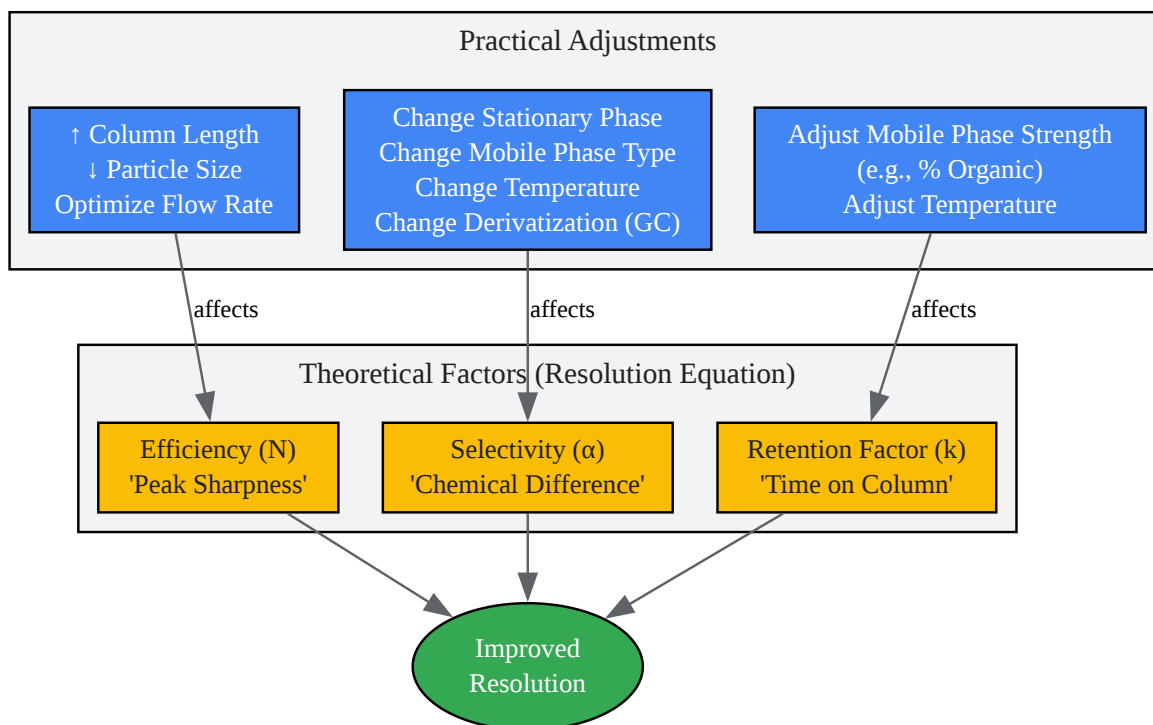 Practical Adjustments
↑ Column Length
↓ Particle Size
Optimize Flow Rate
Change Stationary Phase
Change Mobile Phase Type
Change Temperature
Change Derivatization (GC)
Adjust Mobile Phase Strength
(e.g., % Organic)
Adjust Temperature
affects
affects
affects
Theoretical Factors (Resolution Equation)
Efficiency (N)
'Peak Sharpness'
Selectivity (α)
'Chemical Difference'
Retention Factor (k)
'Time on Column'
Improved
Resolution